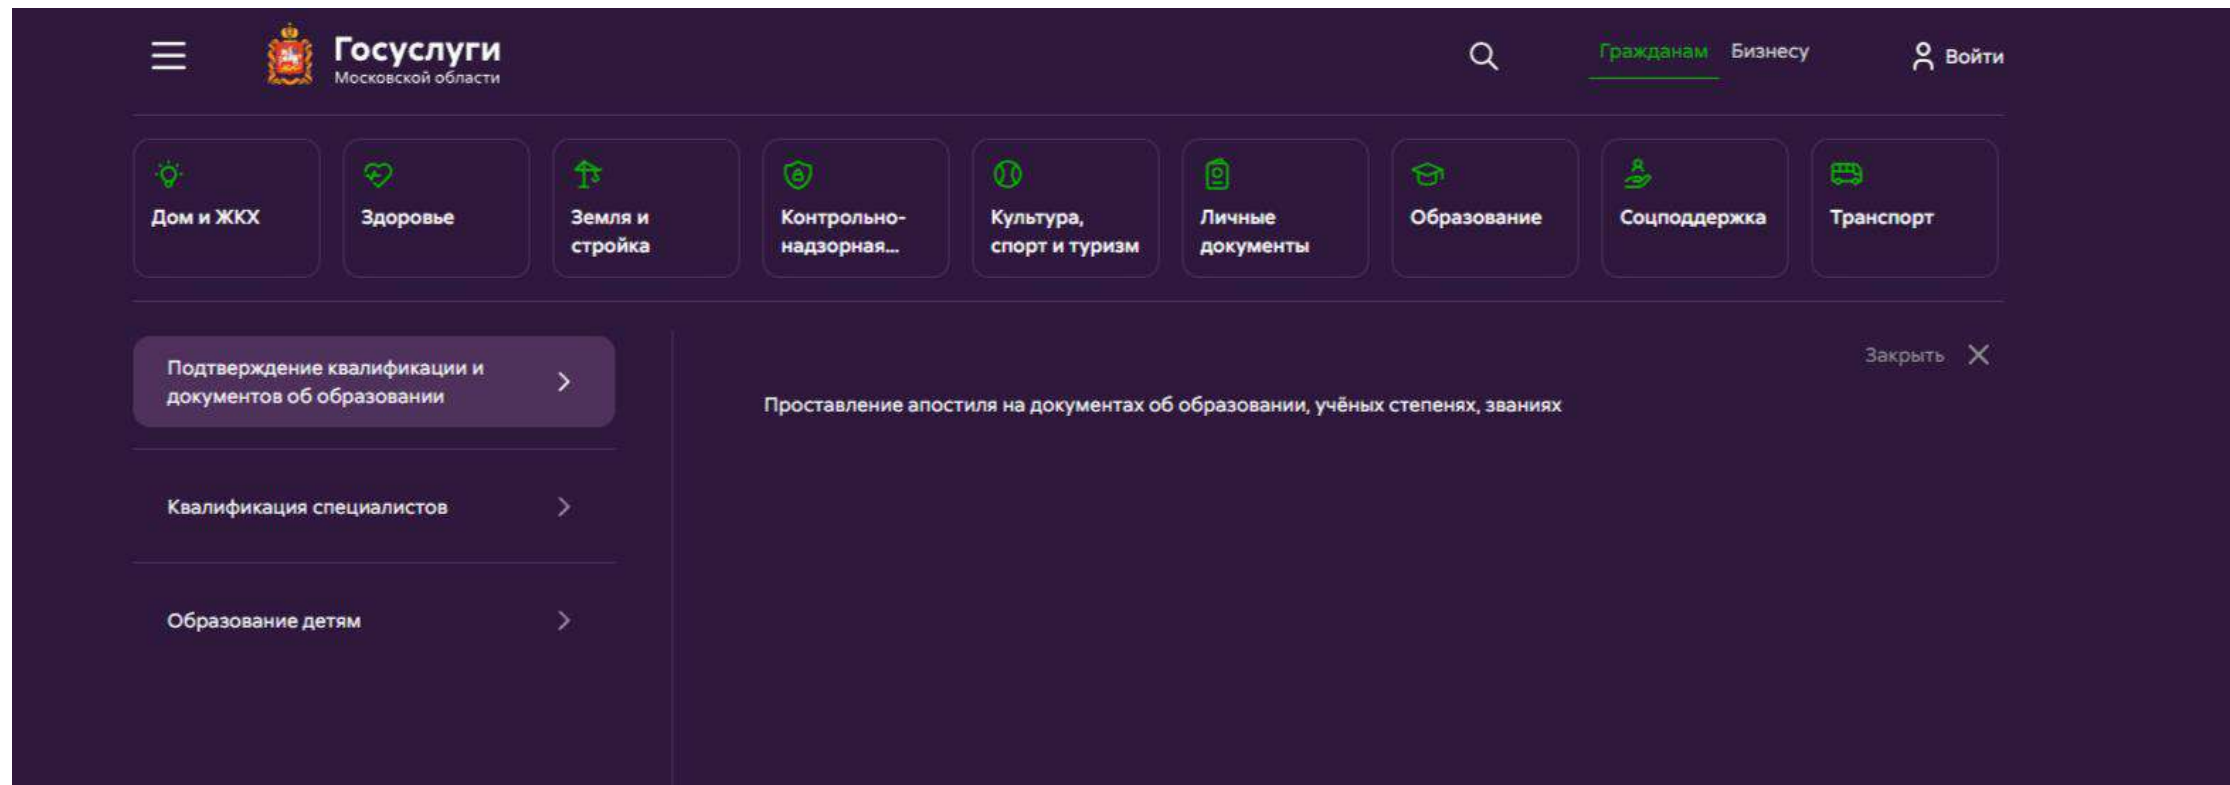 Госуслуги
Московской области
Гражданам Бизнесу
Войти
Дом и ЖКХ
Здоровье
Земля и
стройка
Контрольно-
надзорная...
Культура,
спорт и туризм
Личные
документы
Образование
Соцподдержка
Транспорт
Подтверждение квалификации и
документов об образовании
Квалификация специалистов
Образование детям
Закрыть
Проставление апостиля на документах об образовании, учёных степенях, званиях